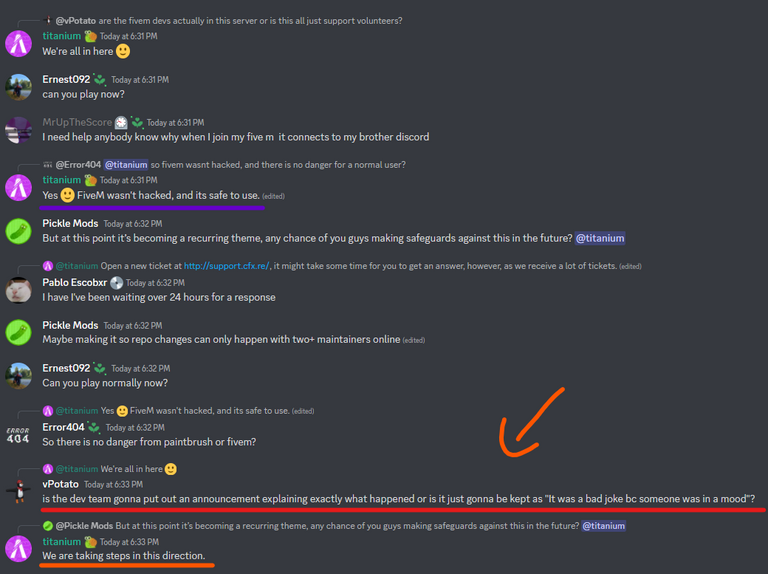 @vPotato are the fivem devs actually in this server or is this all just support volunteers?
titanium Today at 6:31 PM
We're all in here
Ernest092 Today at 6:31 PM
can you play now?
MrUpTheScore Today at 6:31 PM
I need help anybody know why when I join my five m it connects to my brother discord
@Error404 @titanium so fivem wasnt hacked, and there is no danger for a normal user?
titanium Today at 6:31 PM
Yes FiveM wasn't hacked, and its safe to use. (edited)
Pickle Mods Today at 6:32 PM
But at this point it's becoming a recurring theme, any chance of you guys making safeguards against this in the future? @titanium
@titanium Open a new ticket at http://support.cfx.re/, it might take some time for you to get an answer, however, as we receive a lot of tickets. (edited)
Pablo Escobxr Today at 6:32 PM
I have I've been waiting over 24 hours for a response
Pickle Mods Today at 6:32 PM
Maybe making it so repo changes can only happen with two+ maintainers online (edited)
Ernest092 Today at 6:32 PM
Can you play normally now?
@titanium Yes FiveM wasn't hacked, and its safe to use. (edited)
ERROR 404
Error404 Today at 6:32 PM
So there is no danger from paintbrush or fivem?
@titanium We're all in here
vPotato Today at 6:33 PM
is the dev team gonna put out an announcement explaining exactly what happened or is it just gonna be kept as "It was a bad joke bc someone was in a mood"?
@Pickle Mods But at this point it's becoming a recurring theme, any chance of you guys making safeguards against this in the future? @titanium
titanium Today at 6:33 PM
We are taking steps in this direction.